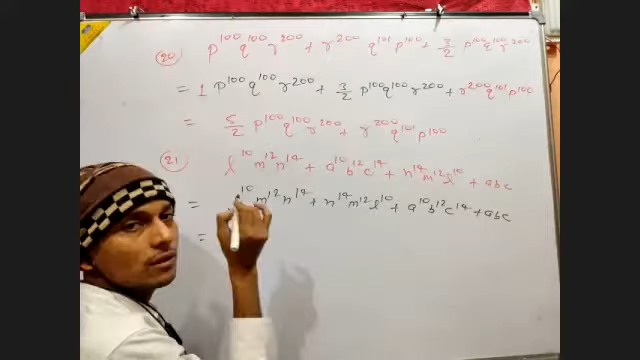 (20) p^100 q^100 r^200 + r^200 q^101 p^100 + 3/2 p^100 q^100 r^200
= 1 p^100 q^100 r^200 + 3/2 p^100 q^100 r^200 + r^200 q^101 p^100
= 5/2 p^100 q^100 r^200 + r^200 q^101 p^100
(21) l^10 m^12 n^14 + a^10 b^12 c^14 + n^14 m^12 l^10 + abc
= l^10 m^12 n^14 + n^14 m^12 l^10 + a^10 b^12 c^14 + abc
=